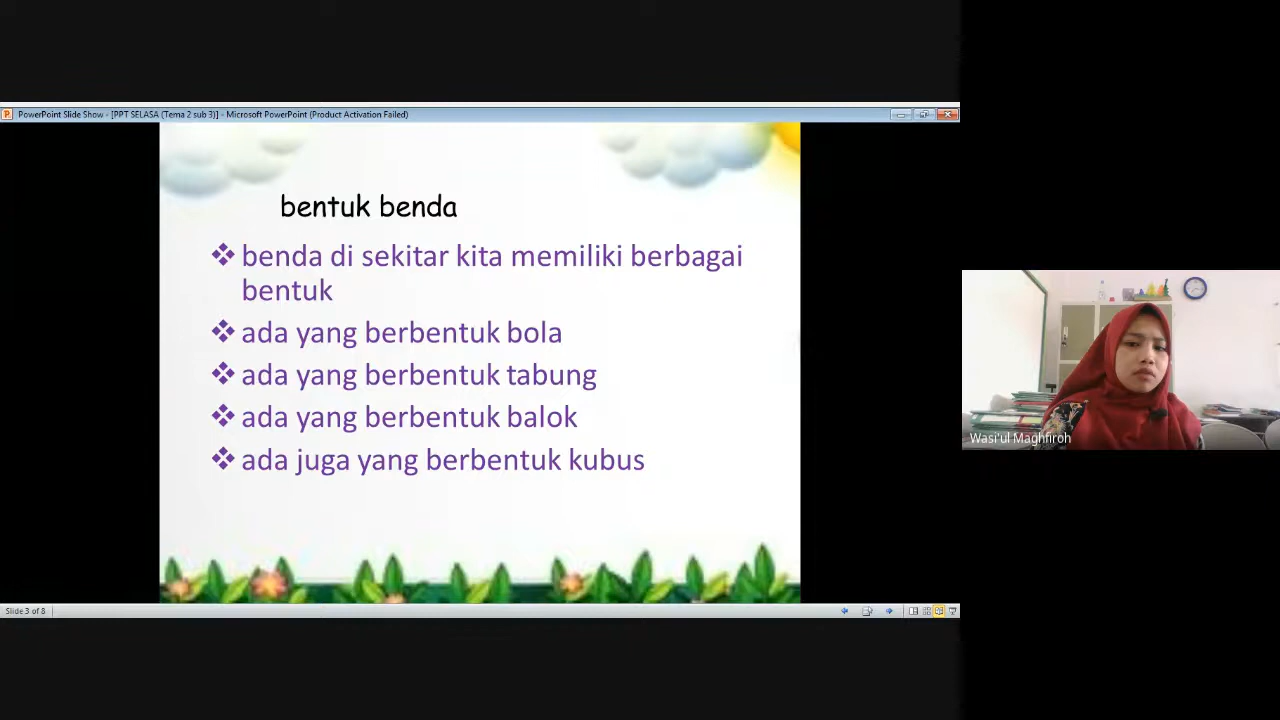 PowerPoint Slide Show - [PPT SELASA (Tema 2 sub 3)] - Microsoft PowerPoint (Product Activation Failed)
bentuk benda
❖ benda di sekitar kita memiliki berbagai
bentuk
❖ ada yang berbentuk bola
❖ ada yang berbentuk tabung
❖ ada yang berbentuk balok
❖ ada juga yang berbentuk kubus
Wasi'ul Maghfiroh
Slide 3 of 8